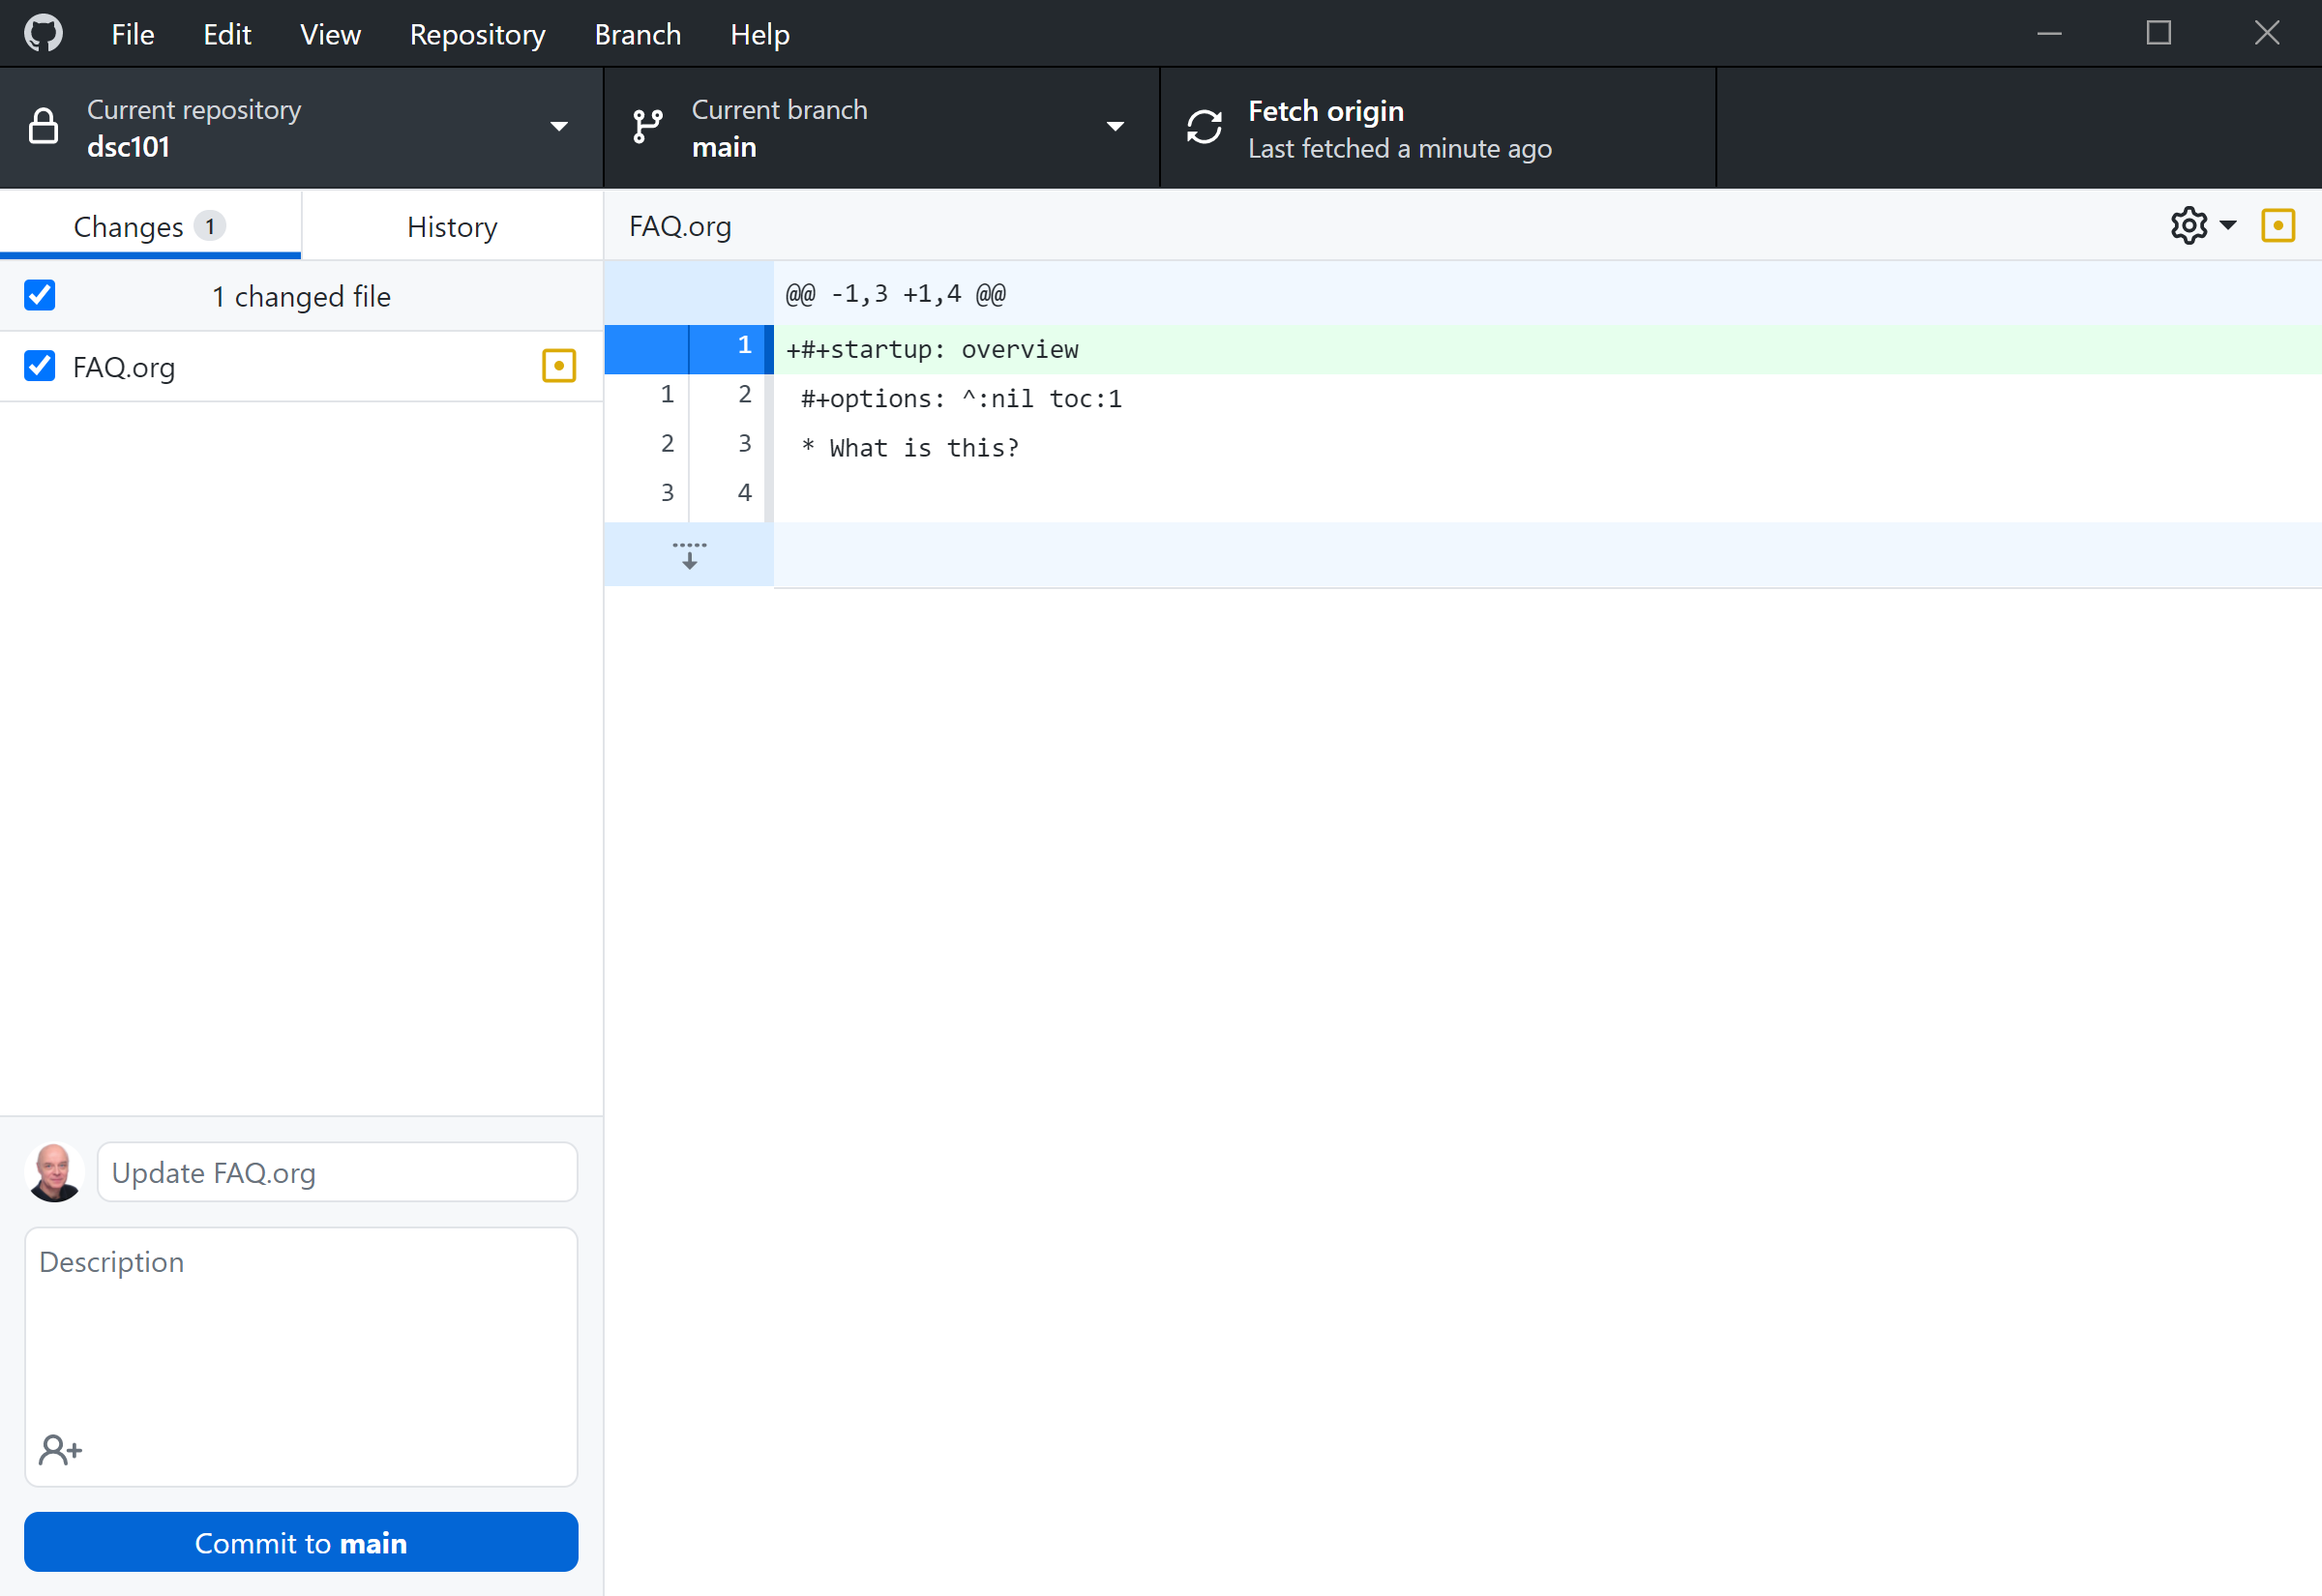 File Edit View Repository Branch Help
Current repository
dsc101
Current branch
main
Fetch origin
Last fetched a minute ago
Changes 1
History
FAQ.org
1 changed file
FAQ.org
@@ -1,3 +1,4 @@
1 +#+startup: overview
1 2 #+options: ^:nil toc:1
2 3 * What is this?
3 4
Update FAQ.org
Description
Commit to main